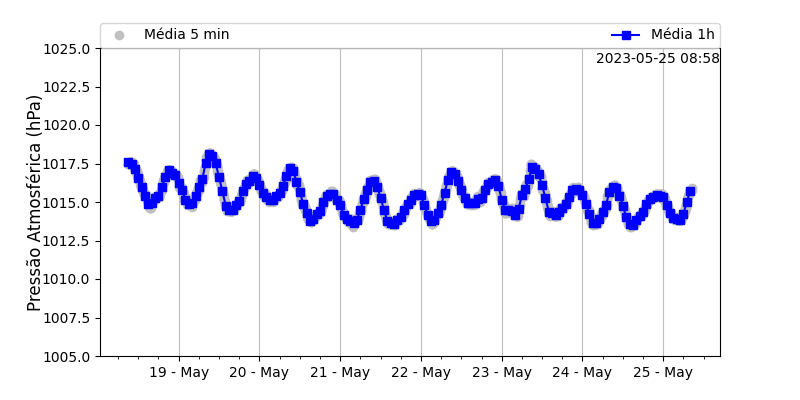 Média 5 min
Média 1h
2023-05-25 08:58
Pressão Atmosférica (hPa)
1025.0
1022.5
1020.0
1017.5
1015.0
1012.5
1010.0
1007.5
1005.0
19 - May
20 - May
21 - May
22 - May
23 - May
24 - May
25 - May